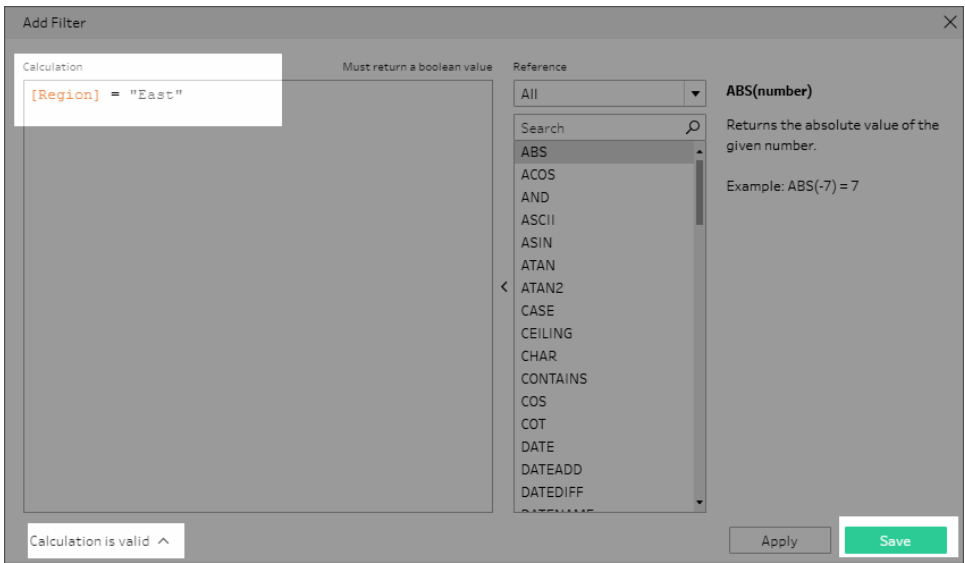 Add Filter
Calculation
Must return a boolean value
[Region] = "East"
Reference
All
Search
ABS
ACOS
AND
ASCII
ASIN
ATAN
ATAN2
CASE
CEILING
CHAR
CONTAINS
COS
COT
DATE
DATEADD
DATEDIFF
DATENAME
ABS(number)
Returns the absolute value of the
given number.
Example: ABS(-7) = 7
Calculation is valid
Apply
Save